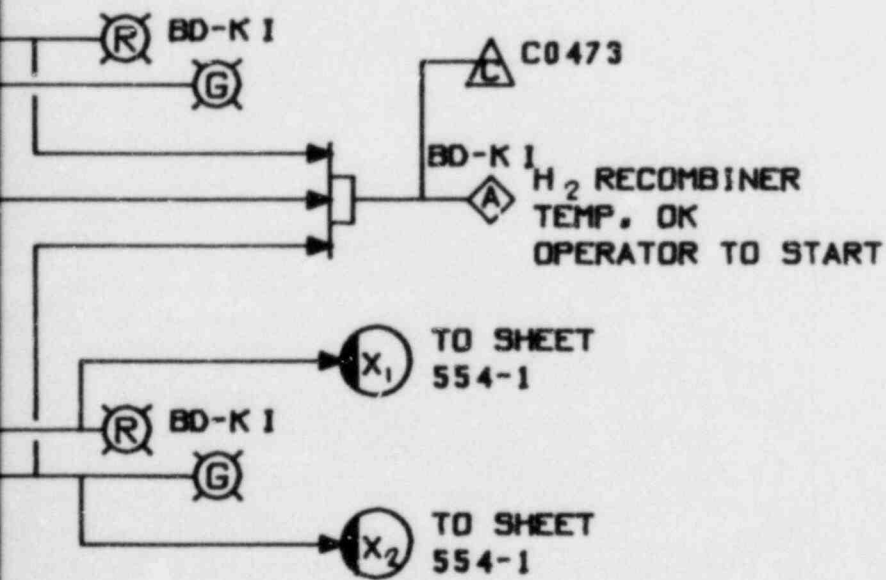 R BD-K I
G
C C0473
BD-K I
A H2 RECOMBINER
TEMP. OK
OPERATOR TO START
X1 TO SHEET
554-1
R BD-K I
G
X2 TO SHEET
554-1